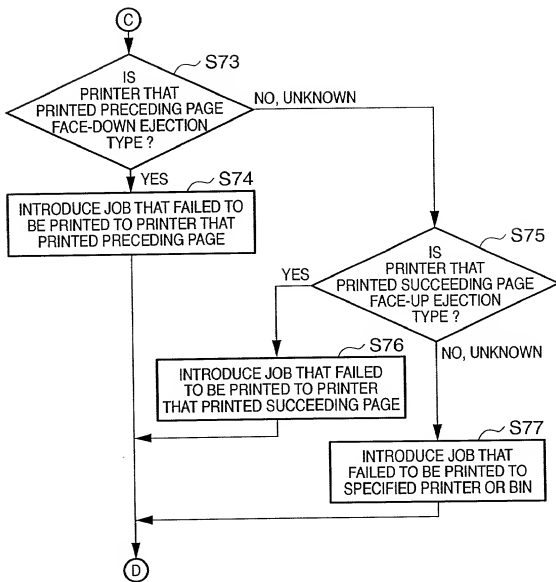 C
S73
IS
PRINTER THAT
PRINTED PRECEDING PAGE
FACE-DOWN EJECTION
TYPE ?
NO, UNKNOWN
YES
S74
INTRODUCE JOB THAT FAILED TO
BE PRINTED TO PRINTER THAT
PRINTED PRECEDING PAGE
S75
IS
PRINTER THAT
PRINTED SUCCEEDING PAGE
FACE-UP EJECTION
TYPE ?
YES
NO, UNKNOWN
S76
INTRODUCE JOB THAT FAILED
TO BE PRINTED TO PRINTER
THAT PRINTED SUCCEEDING PAGE
S77
INTRODUCE JOB THAT
FAILED TO BE PRINTED TO
SPECIFIED PRINTER OR BIN
D